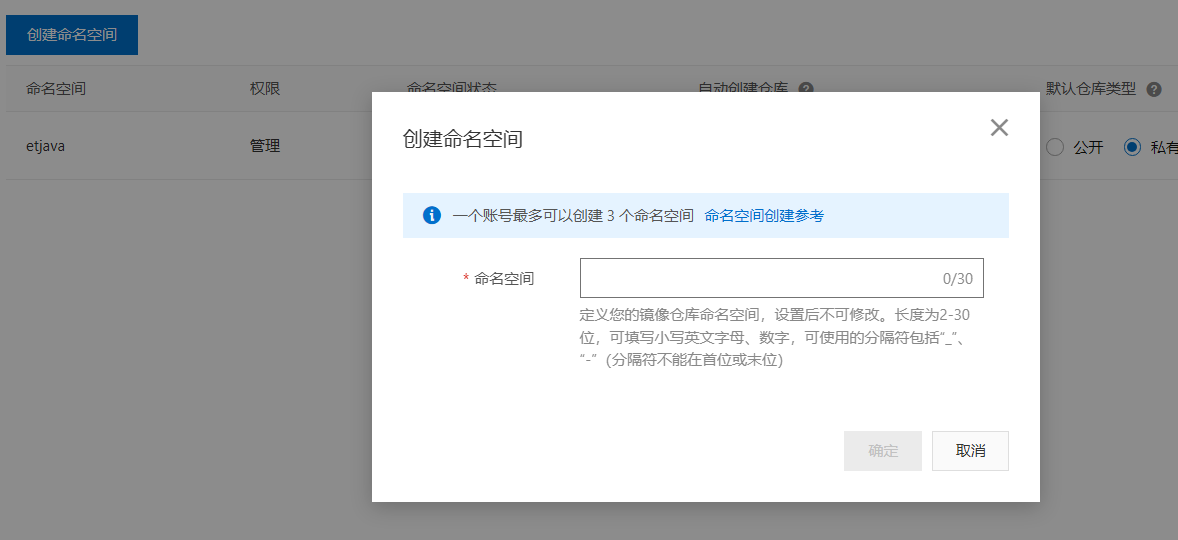 创建命名空间
命名空间 权限 命名空间状态 自动创建仓库 默认仓库类型
etjava 管理 公开 私有
创建命名空间
一个账号最多可以创建 3 个命名空间 命名空间创建参考
* 命名空间 0/30
定义您的镜像仓库命名空间，设置后不可修改。长度为2-30
位，可填写小写英文字母、数字，可使用的分隔符包括“_”、
“-”（分隔符不能在首位或末位）
确定 取消